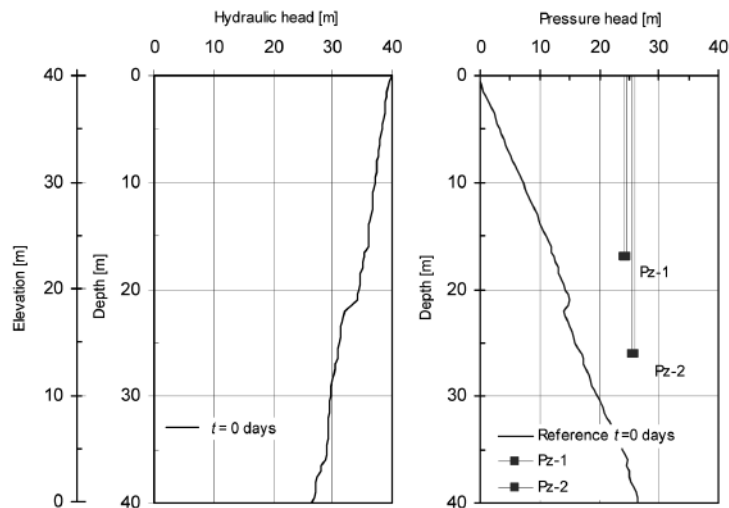 Hydraulic head [m]
0 10 20 30 40
Pressure head [m]
0 10 20 30 40
Elevation [m]
40
30
20
10
0
Depth [m]
0
10
20
30
40
t = 0 days
Depth [m]
0
10
20
30
40
Pz-1
Pz-2
Reference t=0 days
Pz-1
Pz-2